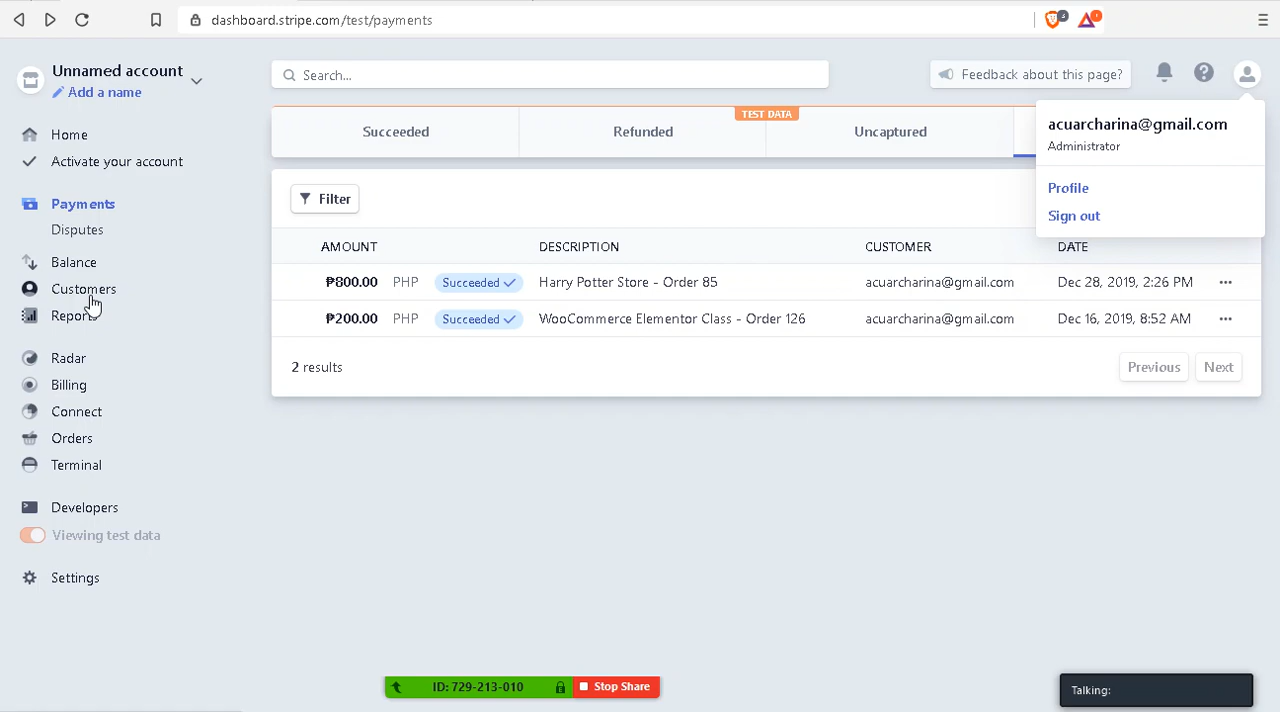 dashboard.stripe.com/test/payments
3
1
Unnamed account
Add a name
Search...
Feedback about this page?
Home
Activate your account
Payments
Disputes
Balance
Customers
Reports
Radar
Billing
Connect
Orders
Terminal
Developers
Viewing test data
Settings
TEST DATA
Succeeded
Refunded
Uncaptured
acuarcharina@gmail.com
Administrator
Profile
Sign out
Filter
AMOUNT DESCRIPTION CUSTOMER DATE
₱800.00 PHP Succeeded Harry Potter Store - Order 85 acuarcharina@gmail.com Dec 28, 2019, 2:26 PM
₱200.00 PHP Succeeded WooCommerce Elementor Class - Order 126 acuarcharina@gmail.com Dec 16, 2019, 8:52 AM
2 results
Previous Next
ID: 729-213-010 Stop Share
Talking: